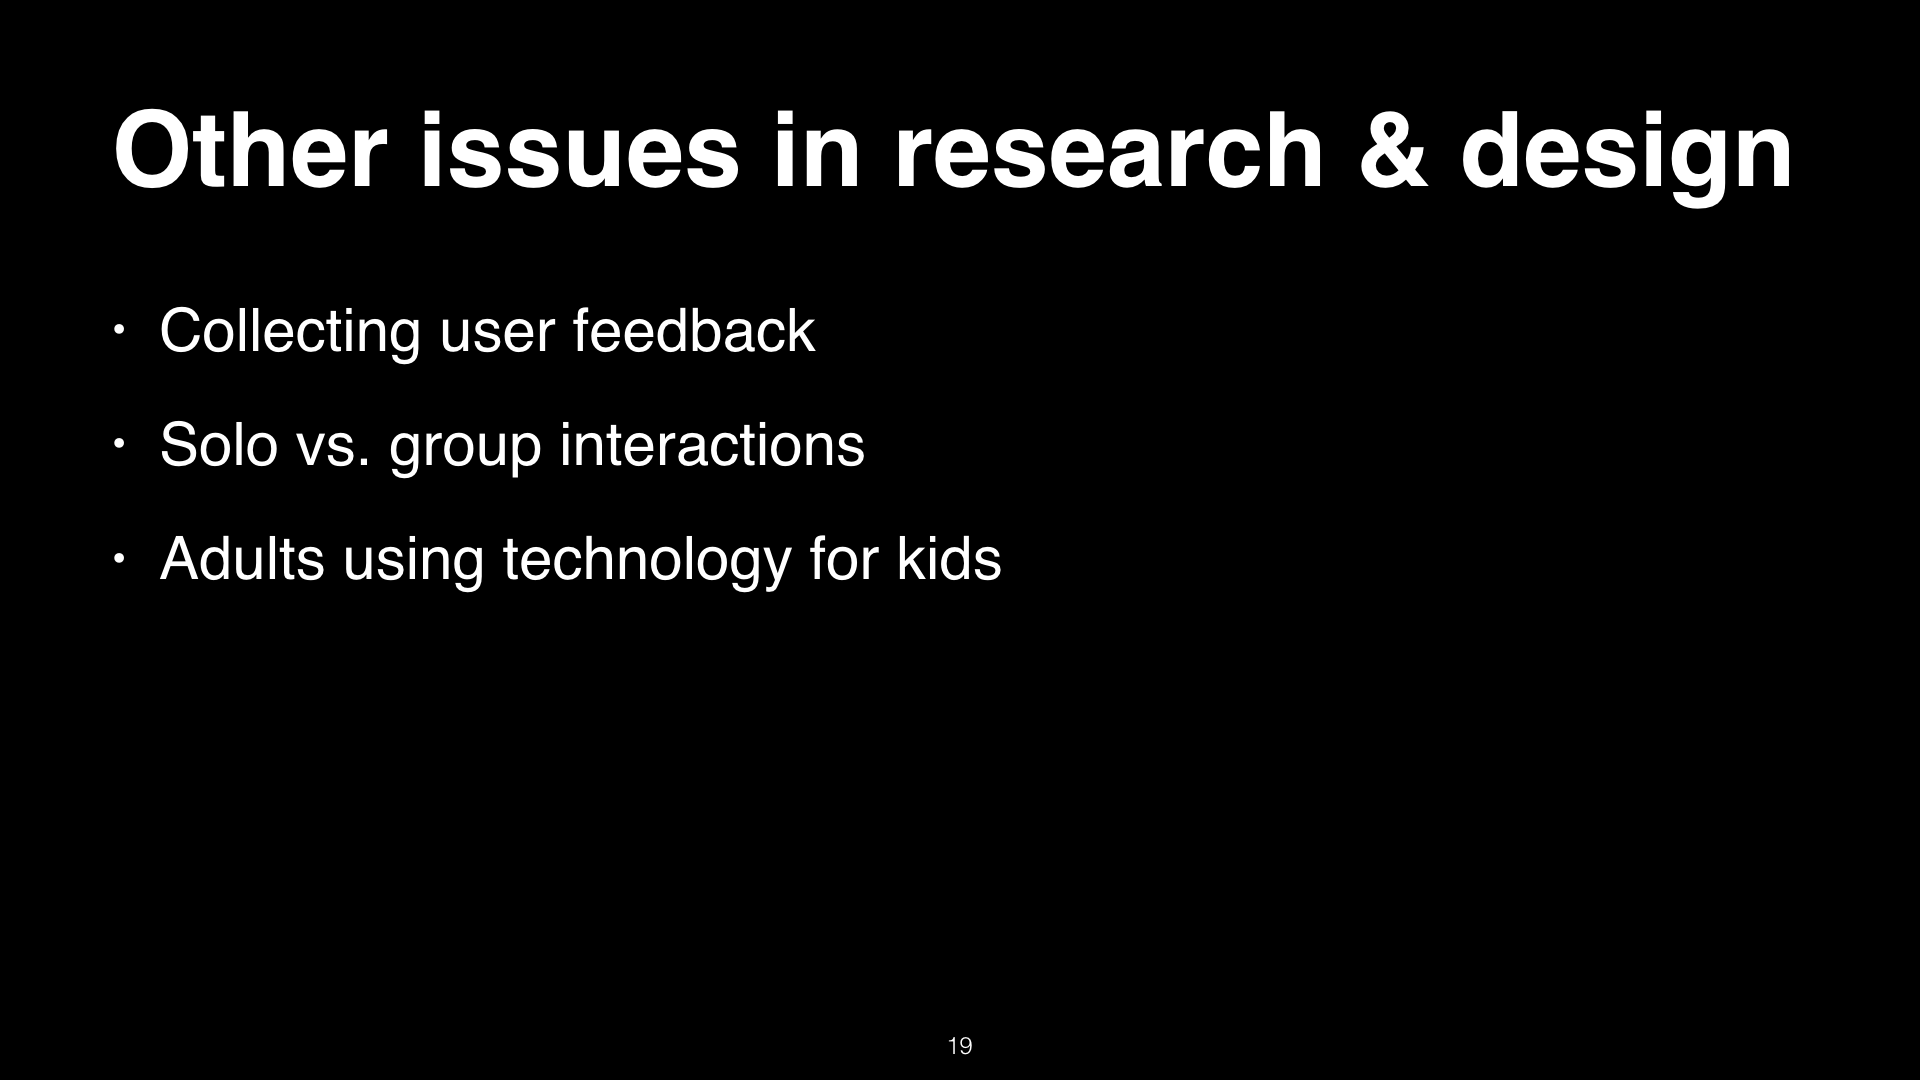 Other issues in research & design
• Collecting user feedback
• Solo vs. group interactions
• Adults using technology for kids
19